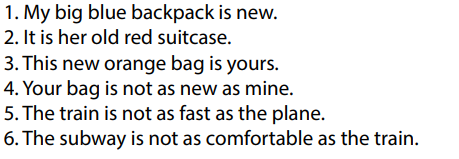 1. My big blue backpack is new.
2. It is her old red suitcase.
3. This new orange bag is yours.
4. Your bag is not as new as mine.
5. The train is not as fast as the plane.
6. The subway is not as comfortable as the train.